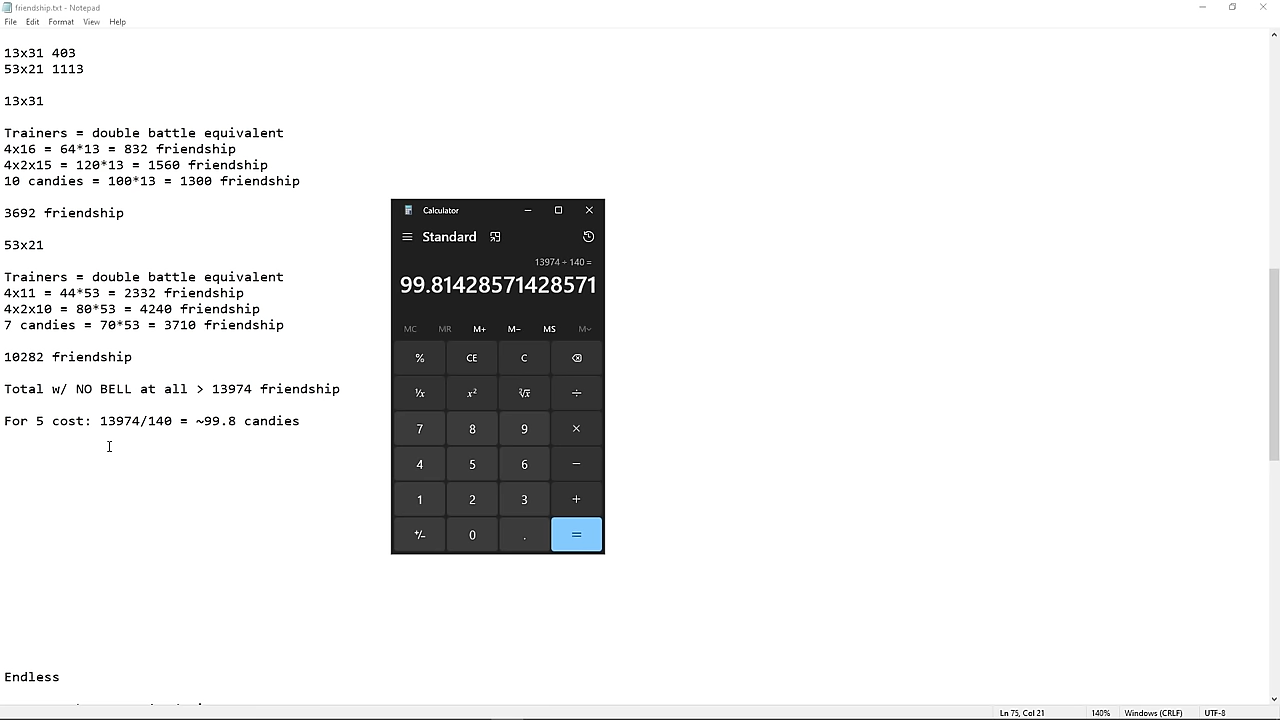 friendship.txt - Notepad
File Edit Format View Help
13x31 403
53x21 1113
13x31
Trainers = double battle equivalent
4x16 = 64*13 = 832 friendship
4x2x15 = 120*13 = 1560 friendship
10 candies = 100*13 = 1300 friendship
3692 friendship
53x21
Trainers = double battle equivalent
4x11 = 44*53 = 2332 friendship
4x2x10 = 80*53 = 4240 friendship
7 candies = 70*53 = 3710 friendship
10282 friendship
Total w/ NO BELL at all > 13974 friendship
For 5 cost: 13974/140 = ~99.8 candies
Endless
Calculator
Standard
13974 ÷ 140 =
99.81428571428571
MC MR M+ M− MS M˅
% CE C ⌫
¹/x x² ²√x ÷
7 8 9 ×
4 5 6 −
1 2 3 +
+/− 0 . =
Ln 75, Col 21 140% Windows (CRLF) UTF-8